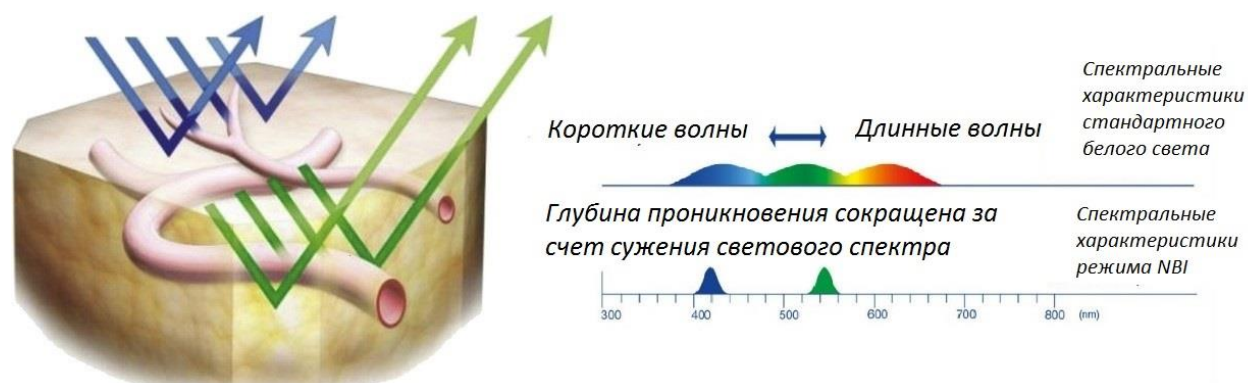 Спектральные
характеристики
стандартного
белого света
Короткие волны
Длинные волны
Глубина проникновения сокращена за
счет сужения светового спектра
Спектральные
характеристики
режима NBI
300 400 500 600 700 800 (nm)